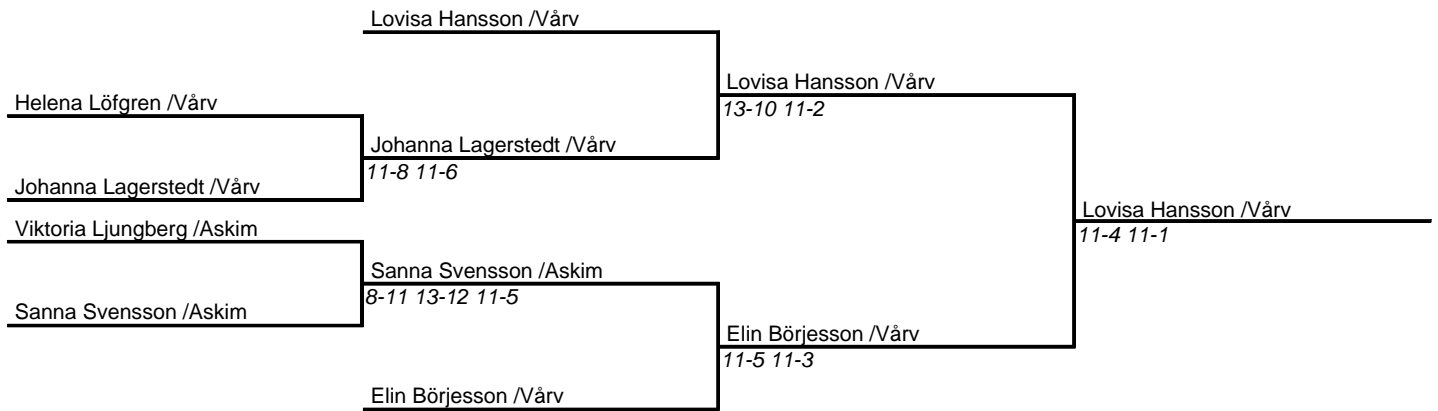 Lovisa Hansson /Vårv
Lovisa Hansson /Vårv
Helena Löfgren /Vårv
13-10 11-2
Johanna Lagerstedt /Vårv
11-8 11-6
Johanna Lagerstedt /Vårv
Lovisa Hansson /Vårv
Viktoria Ljungberg /Askim
11-4 11-1
Sanna Svensson /Askim
8-11 13-12 11-5
Sanna Svensson /Askim
Elin Börjesson /Vårv
11-5 11-3
Elin Börjesson /Vårv